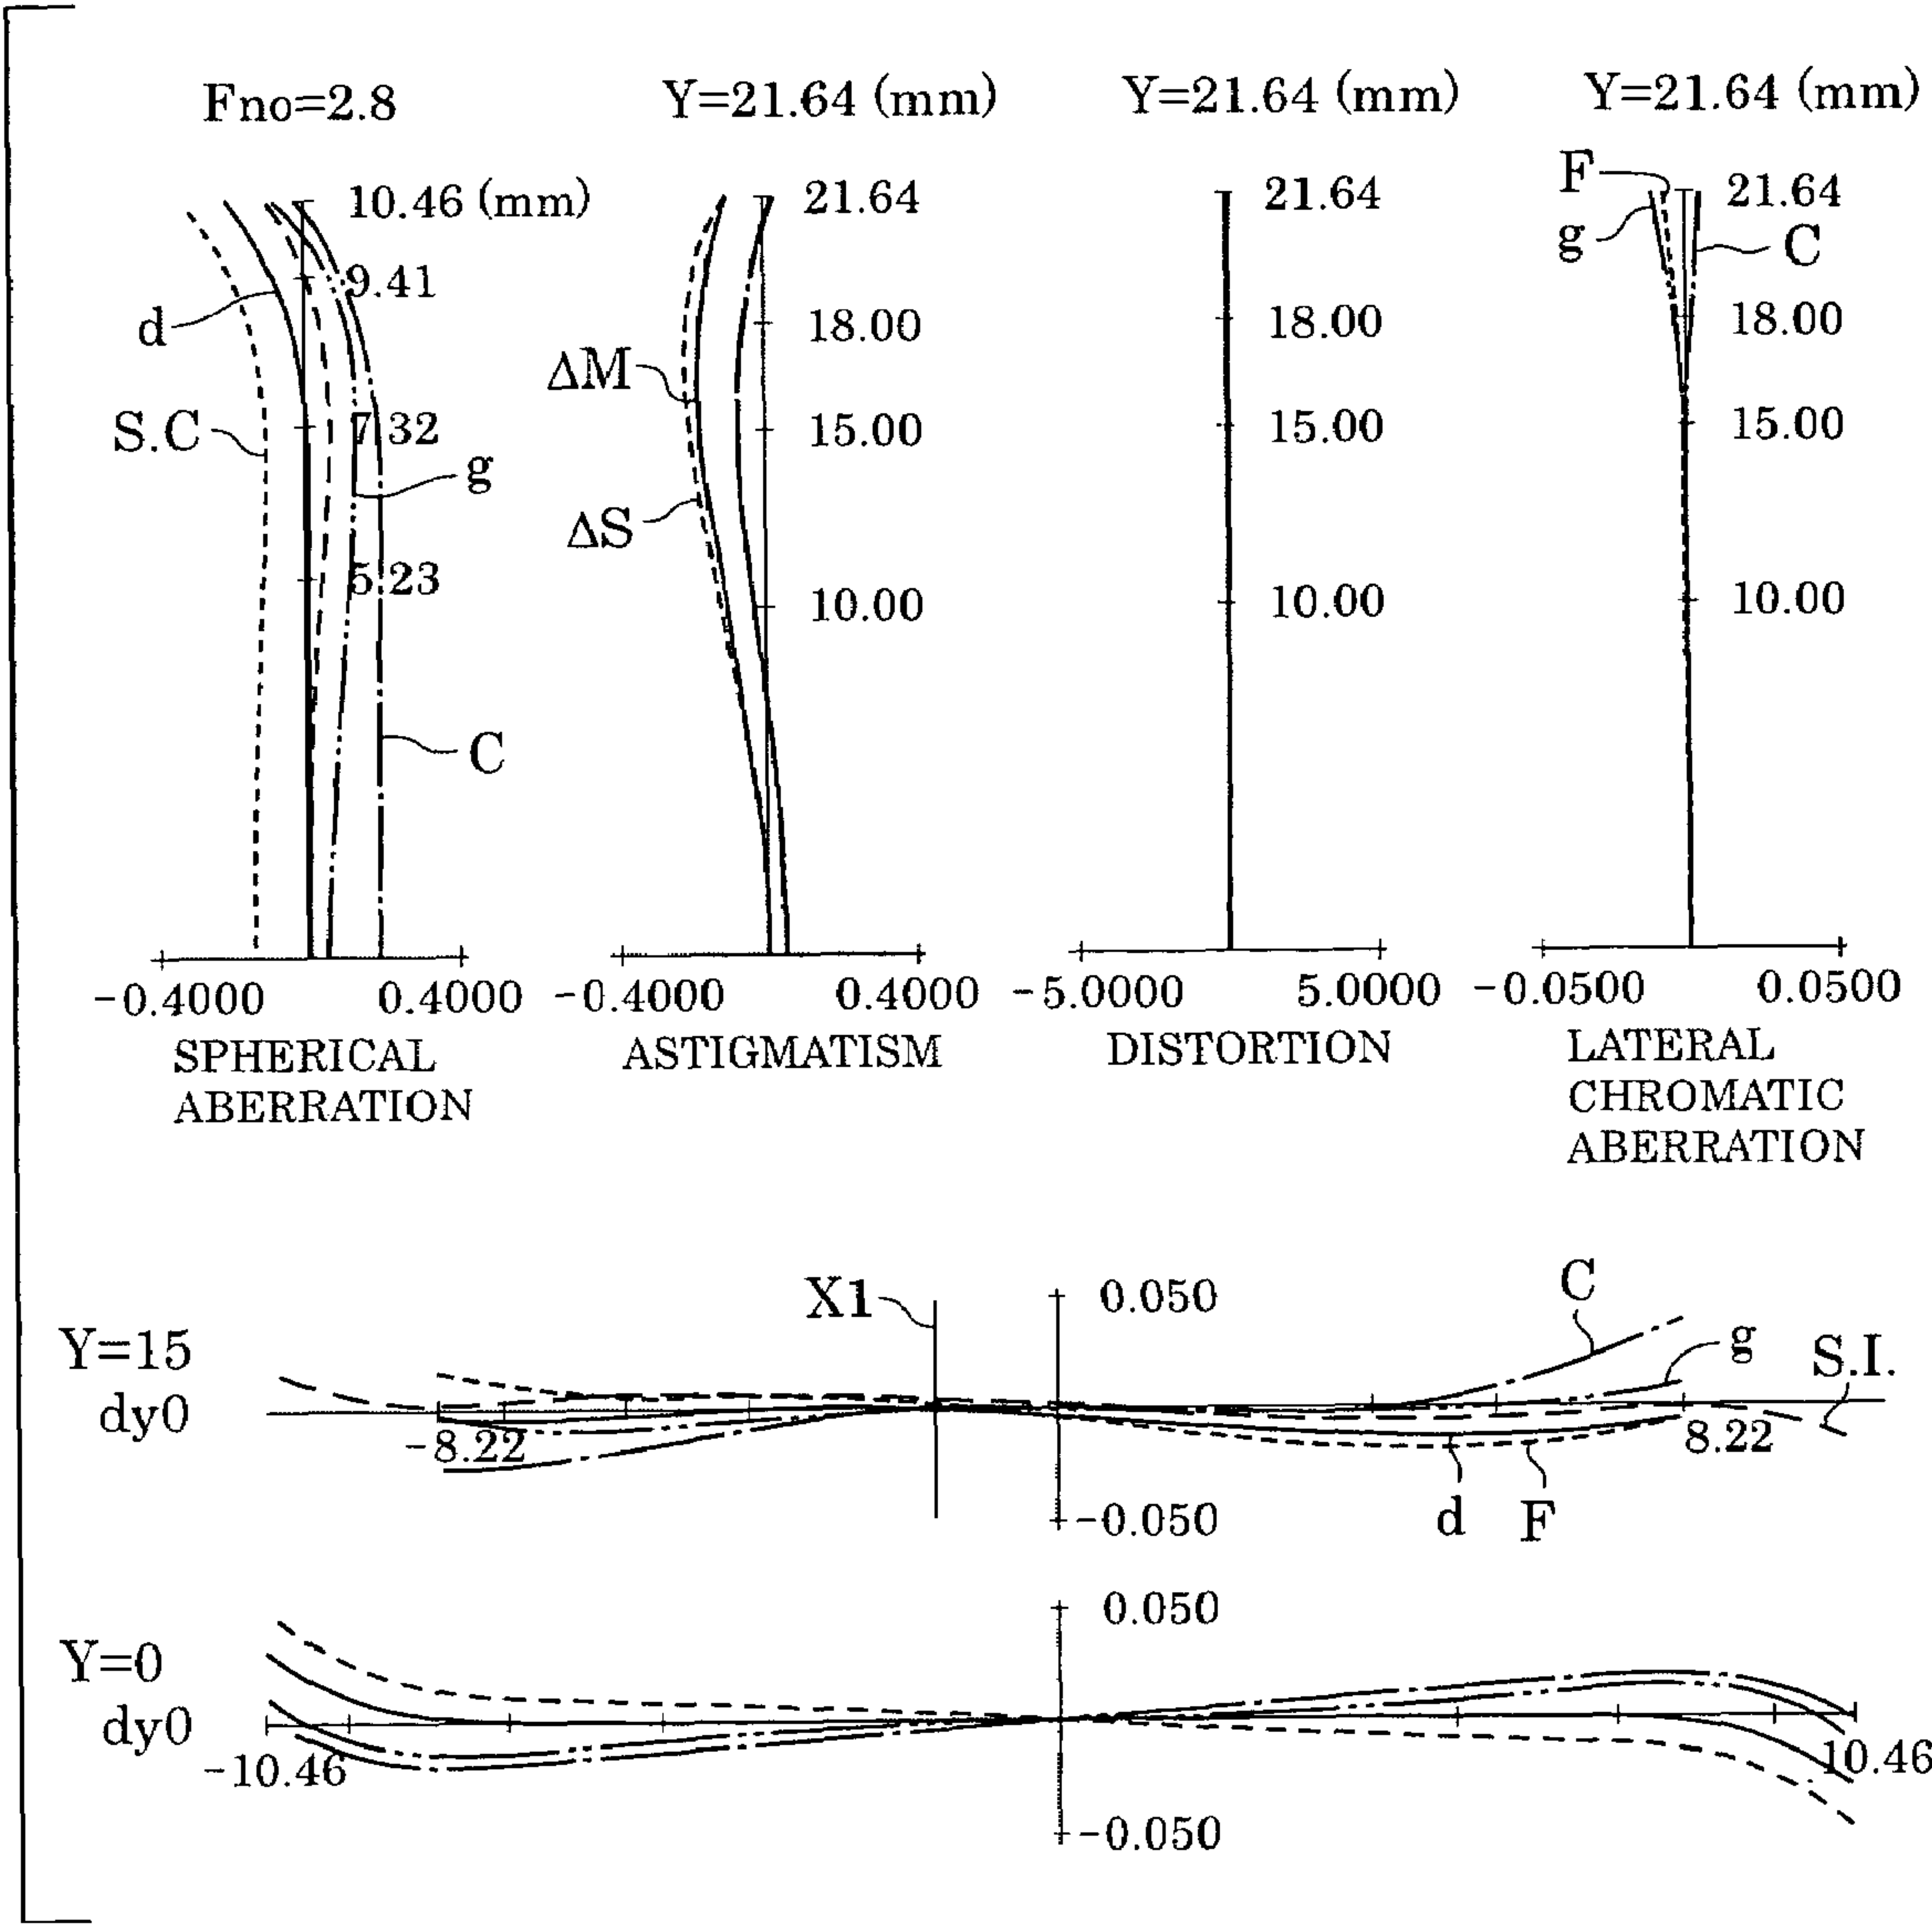 Fno=2.8
10.46 (mm)
9.41
7.32
5.23
d
S.C
g
C
-0.4000 0.4000
SPHERICAL
ABERRATION
Y=21.64 (mm)
21.64
18.00
15.00
10.00
ΔM
ΔS
-0.4000 0.4000
ASTIGMATISM
Y=21.64 (mm)
21.64
18.00
15.00
10.00
-5.0000 5.0000
DISTORTION
Y=21.64 (mm)
F
g
C
21.64
18.00
15.00
10.00
-0.0500 0.0500
LATERAL
CHROMATIC
ABERRATION
Y=15
dy0
X1
0.050
-0.050
-8.22
8.22
C
g
S.I.
d
F
Y=0
dy0
0.050
-0.050
-10.46
10.46